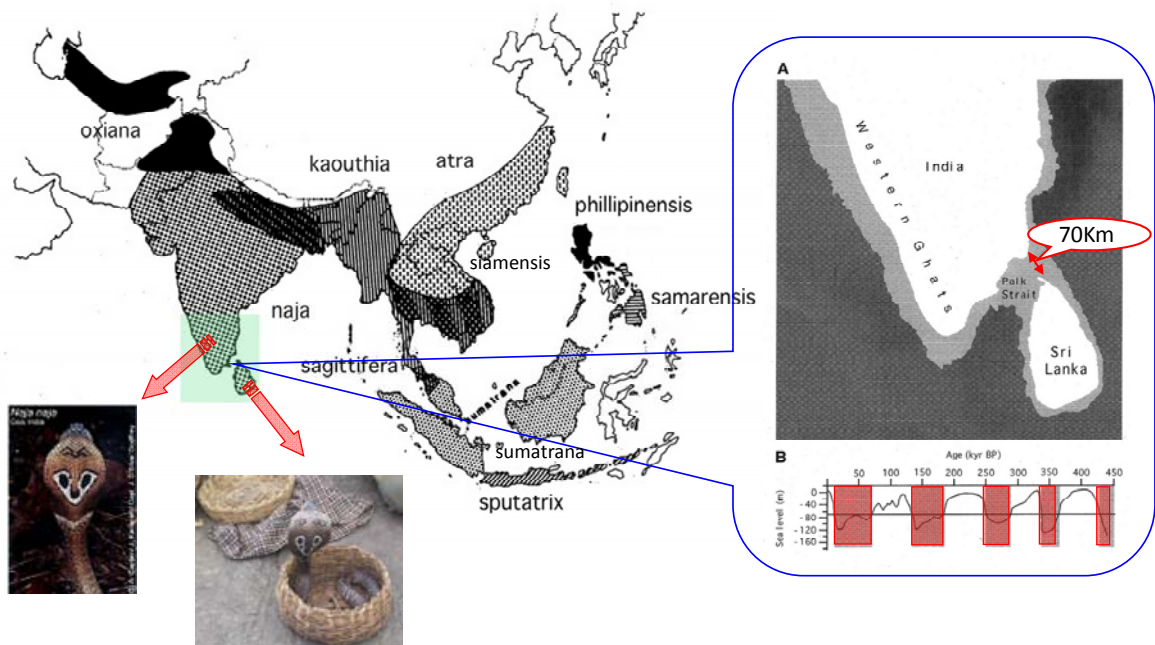 oxiana
kaouthia
atra
phillipinensis
siamensis
samarensis
naja
sagittifera
sumatrana
sumatrana
sputatrix
Naja naja
A
Western Ghats
India
70Km
Palk
Strait
Sri
Lanka
B
Age (kyr BP)
0 50 100 150 200 250 300 350 400 450
Sea level (m)
0
-40
-80
-120
-160